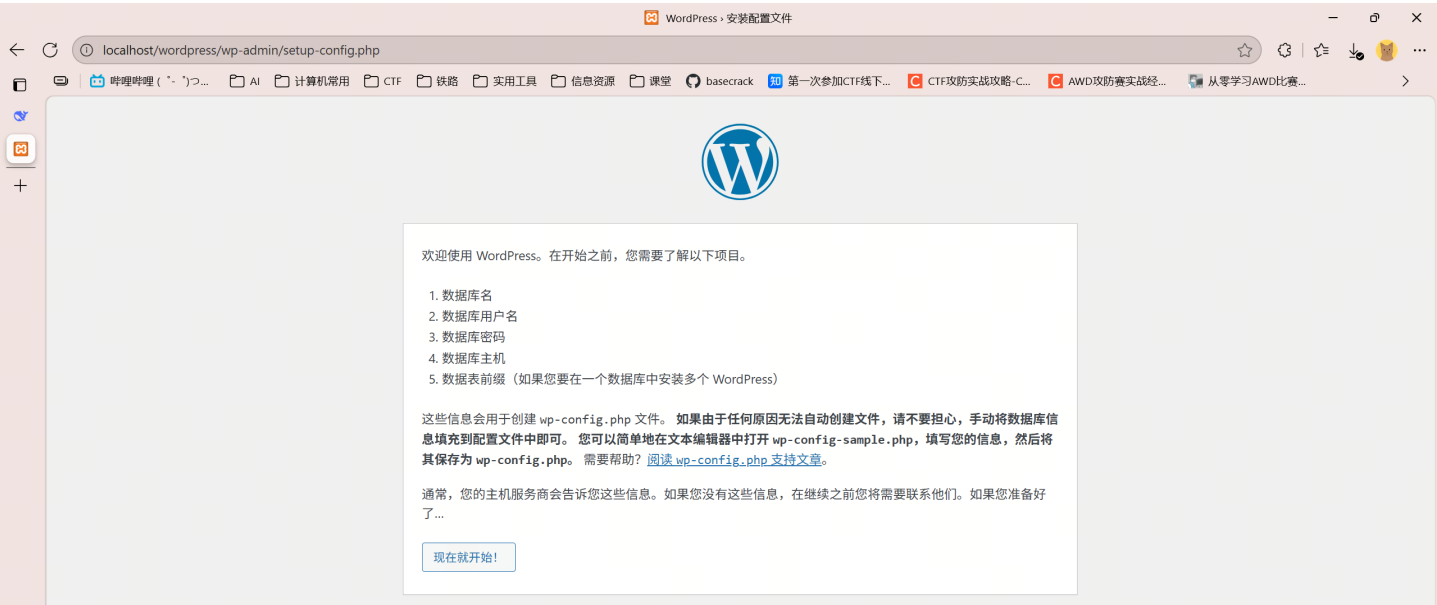 WordPress › 安装配置文件
localhost/wordpress/wp-admin/setup-config.php
哔哩哔哩 (゜-゜)つ... AI 计算机常用 CTF 铁路 实用工具 信息资源 课堂 basecrack 知 第一次参加CTF线下... C CTF攻防实战攻略-C... C AWD攻防赛实战经... 从零学习AWD比赛...
欢迎使用 WordPress。在开始之前，您需要了解以下项目。
1. 数据库名
2. 数据库用户名
3. 数据库密码
4. 数据库主机
5. 数据表前缀（如果您要在一个数据库中安装多个 WordPress）
这些信息会用于创建 wp-config.php 文件。 如果由于任何原因无法自动创建文件，请不要担心，手动将数据库信
息填充到配置文件中即可。 您可以简单地在文本编辑器中打开 wp-config-sample.php，填写您的信息，然后将
其保存为 wp-config.php。 需要帮助？阅读 wp-config.php 支持文章。
通常，您的主机服务商会告诉您这些信息。如果您没有这些信息，在继续之前您将需要联系他们。如果您准备好
了...
现在就开始！